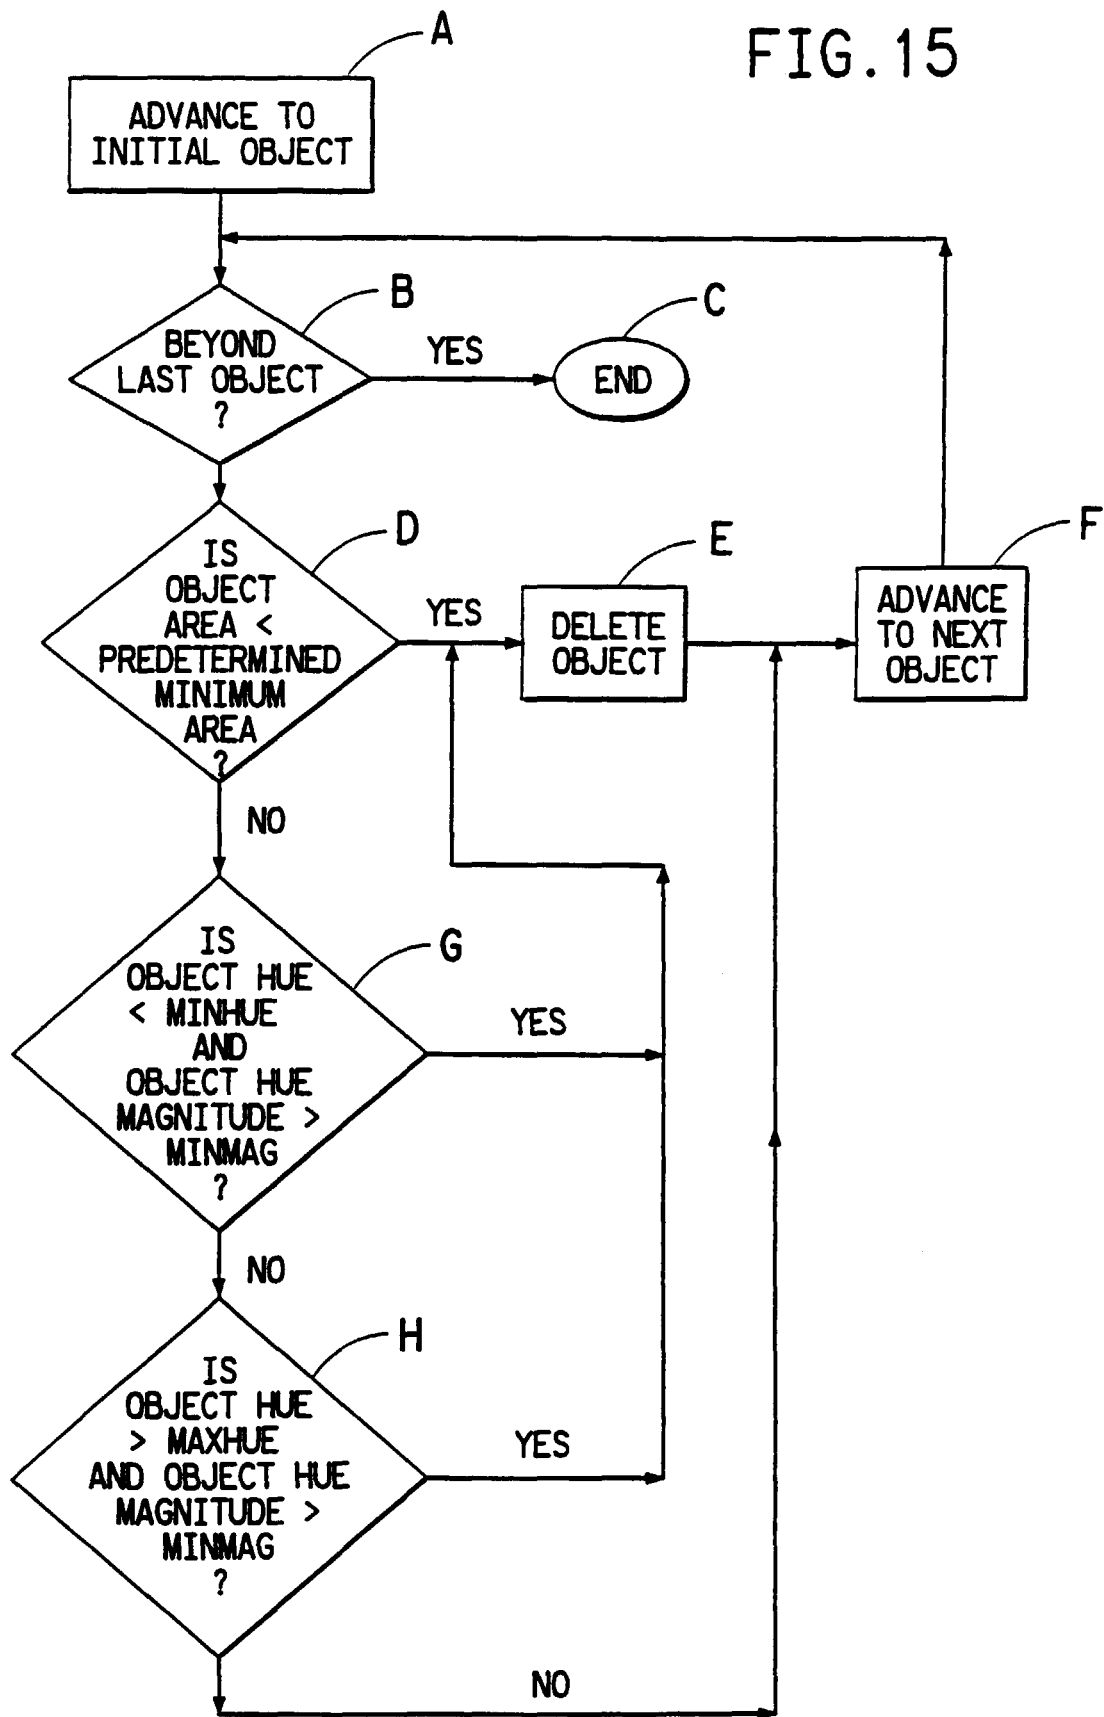 FIG.15
A
ADVANCE TO
INITIAL OBJECT
B
BEYOND
LAST OBJECT
?
YES
C
END
D
IS
OBJECT
AREA <
PREDETERMINED
MINIMUM
AREA
?
YES
E
DELETE
OBJECT
F
ADVANCE
TO NEXT
OBJECT
NO
G
IS
OBJECT HUE
< MINHUE
AND
OBJECT HUE
MAGNITUDE >
MINMAG
?
YES
NO
H
IS
OBJECT HUE
> MAXHUE
AND OBJECT HUE
MAGNITUDE >
MINMAG
?
YES
NO